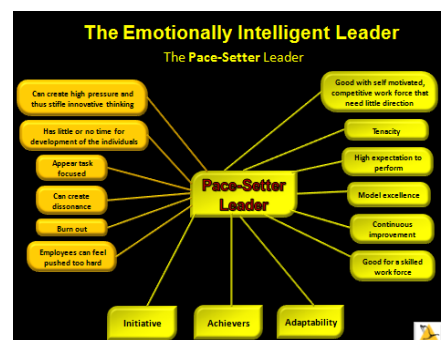 The Emotionally Intelligent Leader
The Pace-Setter Leader
Can create high pressure and
thus stifle innovative thinking
Has little or no time for
development of the individuals
Appear task
focused
Can create
dissonance
Burn out
Employees can feel
pushed too hard
Pace-Setter
Leader
Good with self motivated,
competitive work force that
need little direction
Tenacity
High expectation to
perform
Model excellence
Continuous
improvement
Good for a skilled
work force
Initiative
Achievers
Adaptability